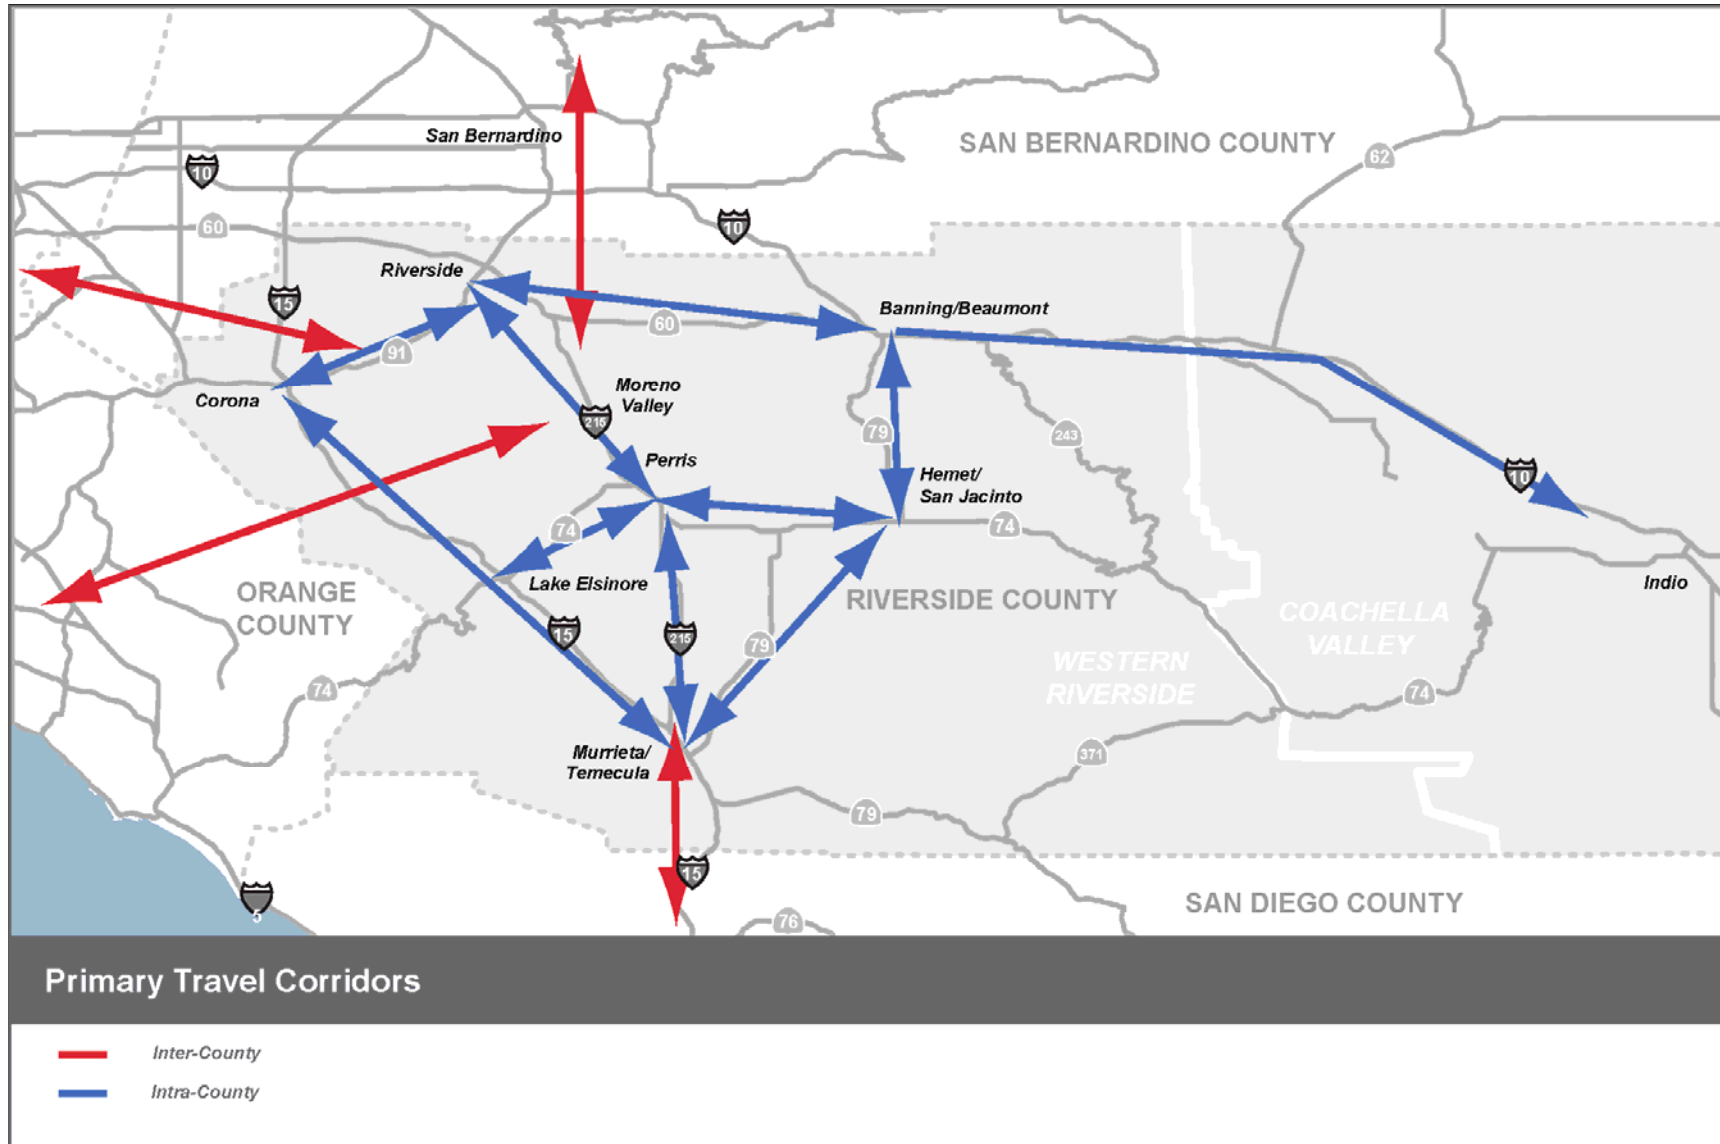 San Bernardino
SAN BERNARDINO COUNTY
62
10
60
10
Riverside
15
Banning/Beaumont
60
91
Corona
Moreno
Valley
215
79
243
Perris
Hemet/
San Jacinto
10
74
74
Lake Elsinore
Indio
ORANGE
COUNTY
RIVERSIDE COUNTY
COACHELLA
VALLEY
15
215
79
WESTERN
RIVERSIDE
74
74
Murrieta/
Temecula
371
79
15
5
SAN DIEGO COUNTY
76
Primary Travel Corridors
Inter-County
Intra-County